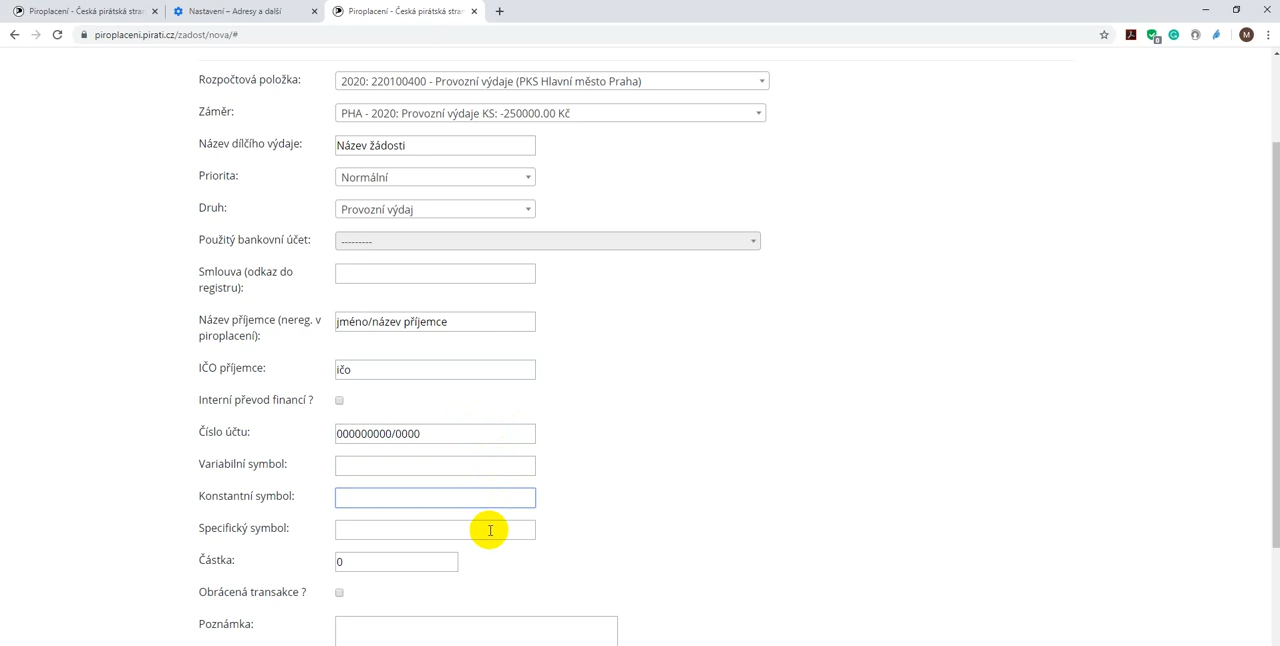 Piroplacení - Česká pirátská stran
Nastavení – Adresy a další
Piroplacení - Česká pirátská stran
piroplaceni.pirati.cz/zadost/nova/#
M
Rozpočtová položka:
2020: 220100400 - Provozní výdaje (PKS Hlavní město Praha)
Záměr:
PHA - 2020: Provozní výdaje KS: -250000.00 Kč
Název dílčího výdaje:
Název žádosti
Priorita:
Normální
Druh:
Provozní výdaj
Použitý bankovní účet:
---------
Smlouva (odkaz do
registru):
Název příjemce (nereg. v
piroplacení):
jméno/název příjemce
IČO příjemce:
ičo
Interní převod financí ?
Číslo účtu:
000000000/0000
Variabilní symbol:
Konstantní symbol:
Specifický symbol:
Částka:
0
Obrácená transakce ?
Poznámka: